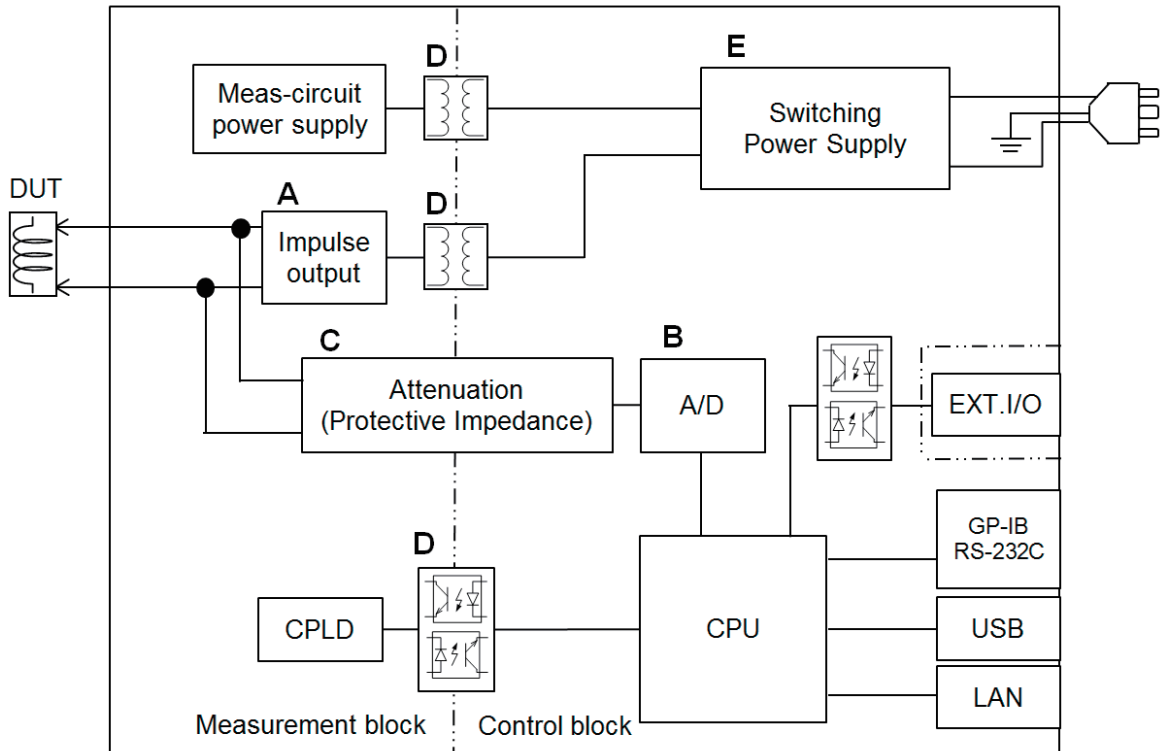 D
E
Meas-circuit
power supply
Switching
Power Supply
DUT
A
D
Impulse
output
C
B
Attenuation
(Protective Impedance)
A/D
EXT.I/O
GP-IB
RS-232C
D
CPLD
CPU
USB
LAN
Measurement block
Control block